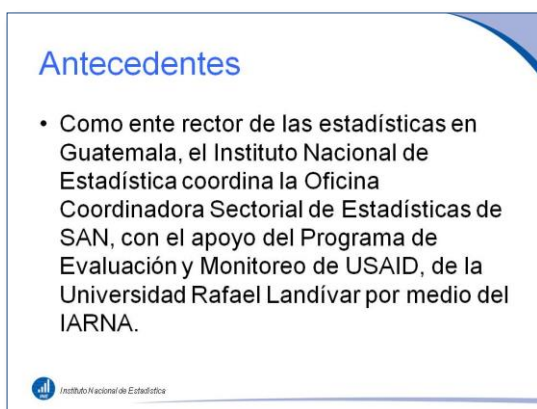 Antecedentes
• Como ente rector de las estadísticas en
Guatemala, el Instituto Nacional de
Estadística coordina la Oficina
Coordinadora Sectorial de Estadísticas de
SAN, con el apoyo del Programa de
Evaluación y Monitoreo de USAID, de la
Universidad Rafael Landívar por medio del
IARNA.
INE
Instituto Nacional de Estadística